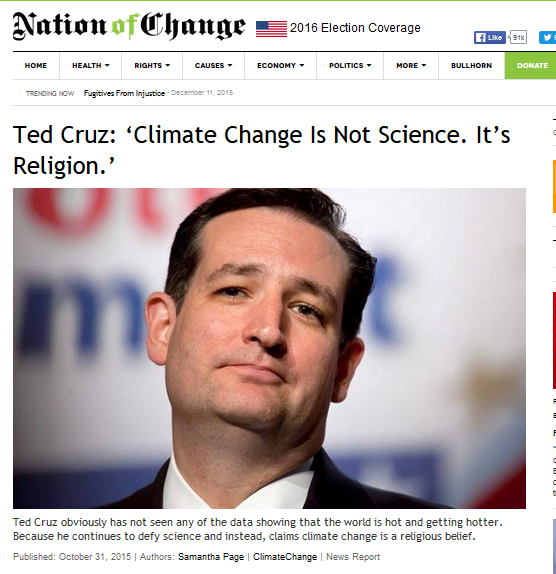 Nation of Change
2016 Election Coverage
Like 91k
HOME HEALTH RIGHTS CAUSES ECONOMY POLITICS MORE BULLHORN DONATE
TRENDING NOW Fugitives From Injustice - December 11, 2015
Ted Cruz: ‘Climate Change Is Not Science. It’s
Religion.’
m t
Ted Cruz obviously has not seen any of the data showing that the world is hot and getting hotter.
Because he continues to defy science and instead, claims climate change is a religious belief.
Published: October 31, 2015 | Authors: Samantha Page | ClimateChange | News Report